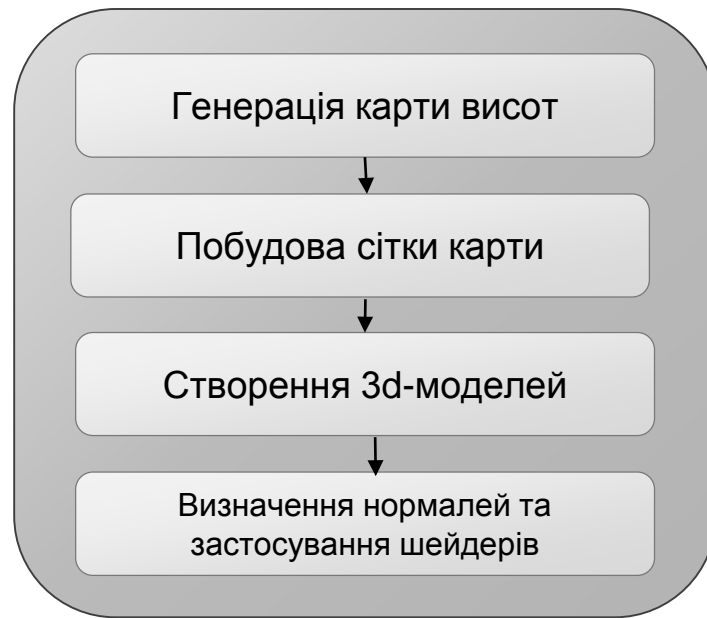 Генерація карти висот
Побудова сітки карти
Створення 3d-моделей
Визначення нормалей та
застосування шейдерів